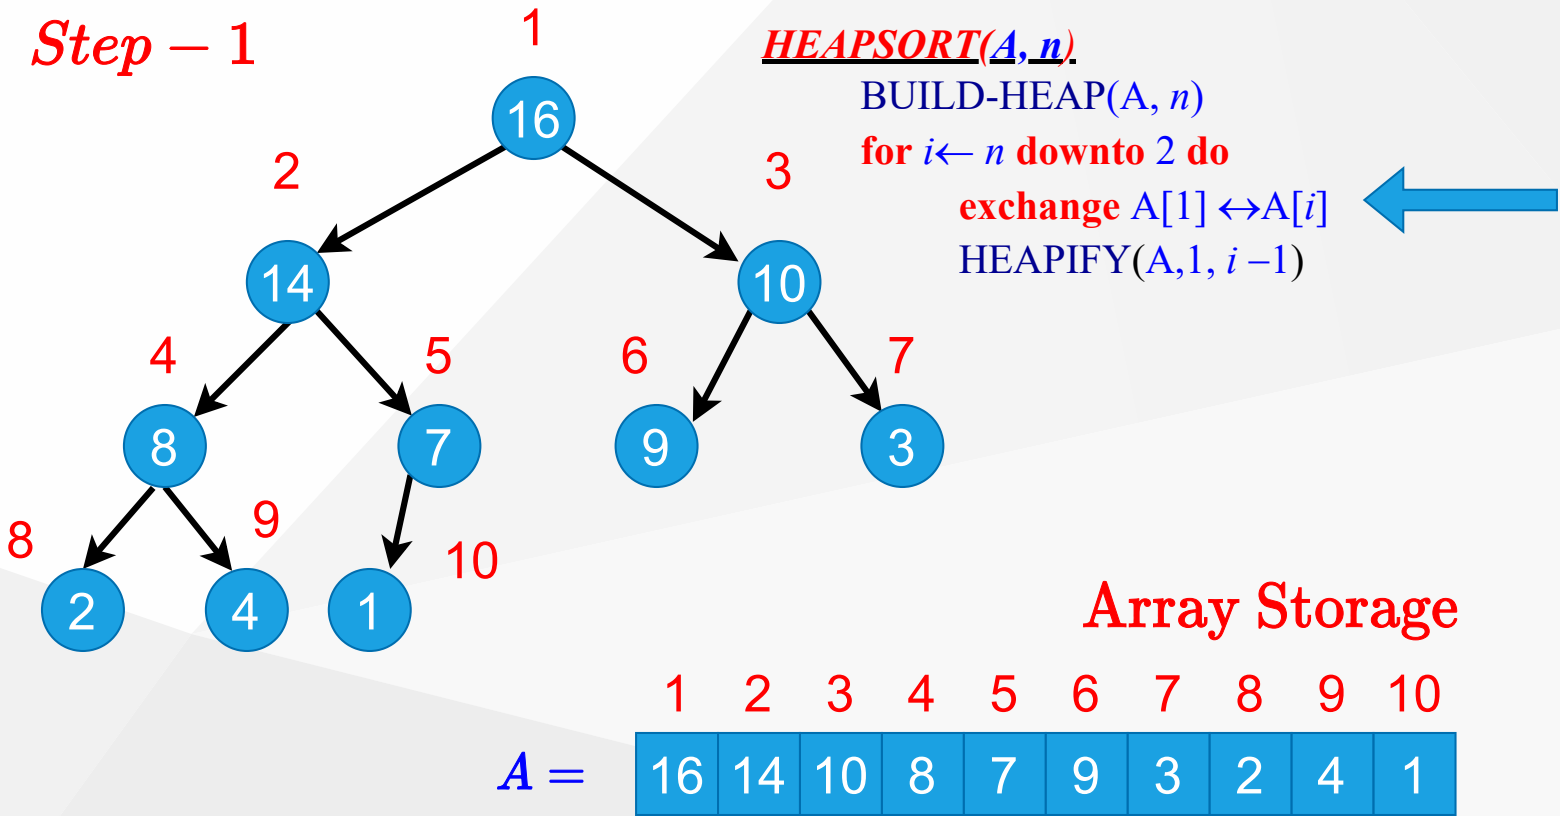 Step − 1
1
HEAPSORT(A, n)
BUILD-HEAP(A, n)
for i← n downto 2 do
exchange A[1] ↔A[i]
HEAPIFY(A,1, i −1)
16
2
3
14
10
4
5
6
7
8
7
9
3
8
9
10
2
4
1
Array Storage
1 2 3 4 5 6 7 8 9 10
A = 16 14 10 8 7 9 3 2 4 1